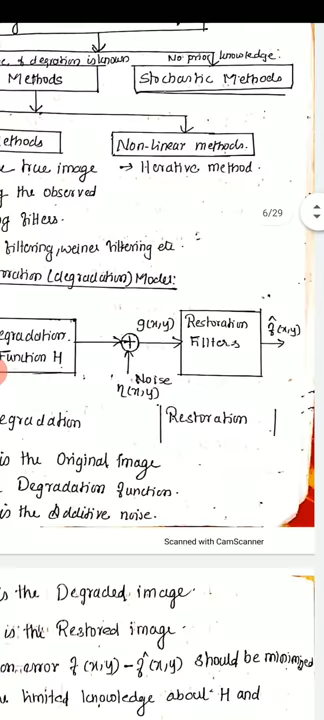 of degration is known No prior knowledge:
Methods
Stochastic Methods
ethods
Non-linear methods.
true image → Iterative method.
the observed
6/29
filters.
filtering, weiner filtering etc
oration (degradation) Model:
g(x,y)
egradation
Function H
Restoration
Filters
f̂(x,y)
Noise
η(x,y)
egradation
Restoration
is the Original Image
Degradation function.
is the Additive noise.
Scanned with CamScanner
is the Degraded image.
is the Restored image.
on error f(x,y) - f̂(x,y) should be minimized
limited knowledge about H and